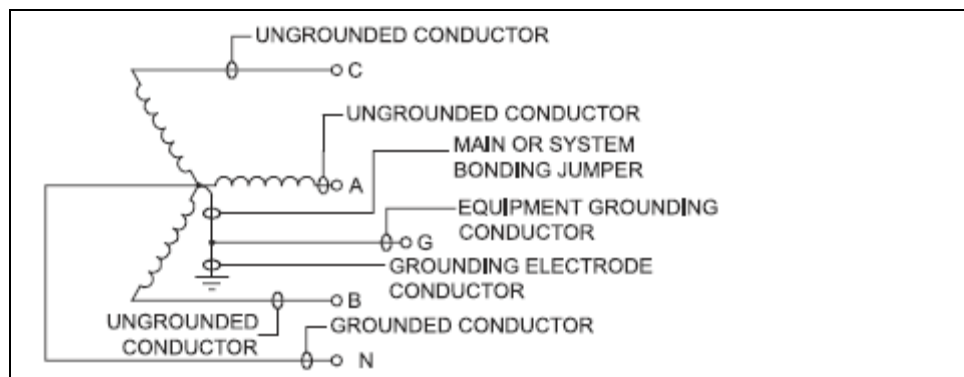 UNGROUNDED CONDUCTOR
C
UNGROUNDED CONDUCTOR
MAIN OR SYSTEM
BONDING JUMPER
A
EQUIPMENT GROUNDING
CONDUCTOR
G
GROUNDING ELECTRODE
CONDUCTOR
B
UNGROUNDED
CONDUCTOR
GROUNDED CONDUCTOR
N